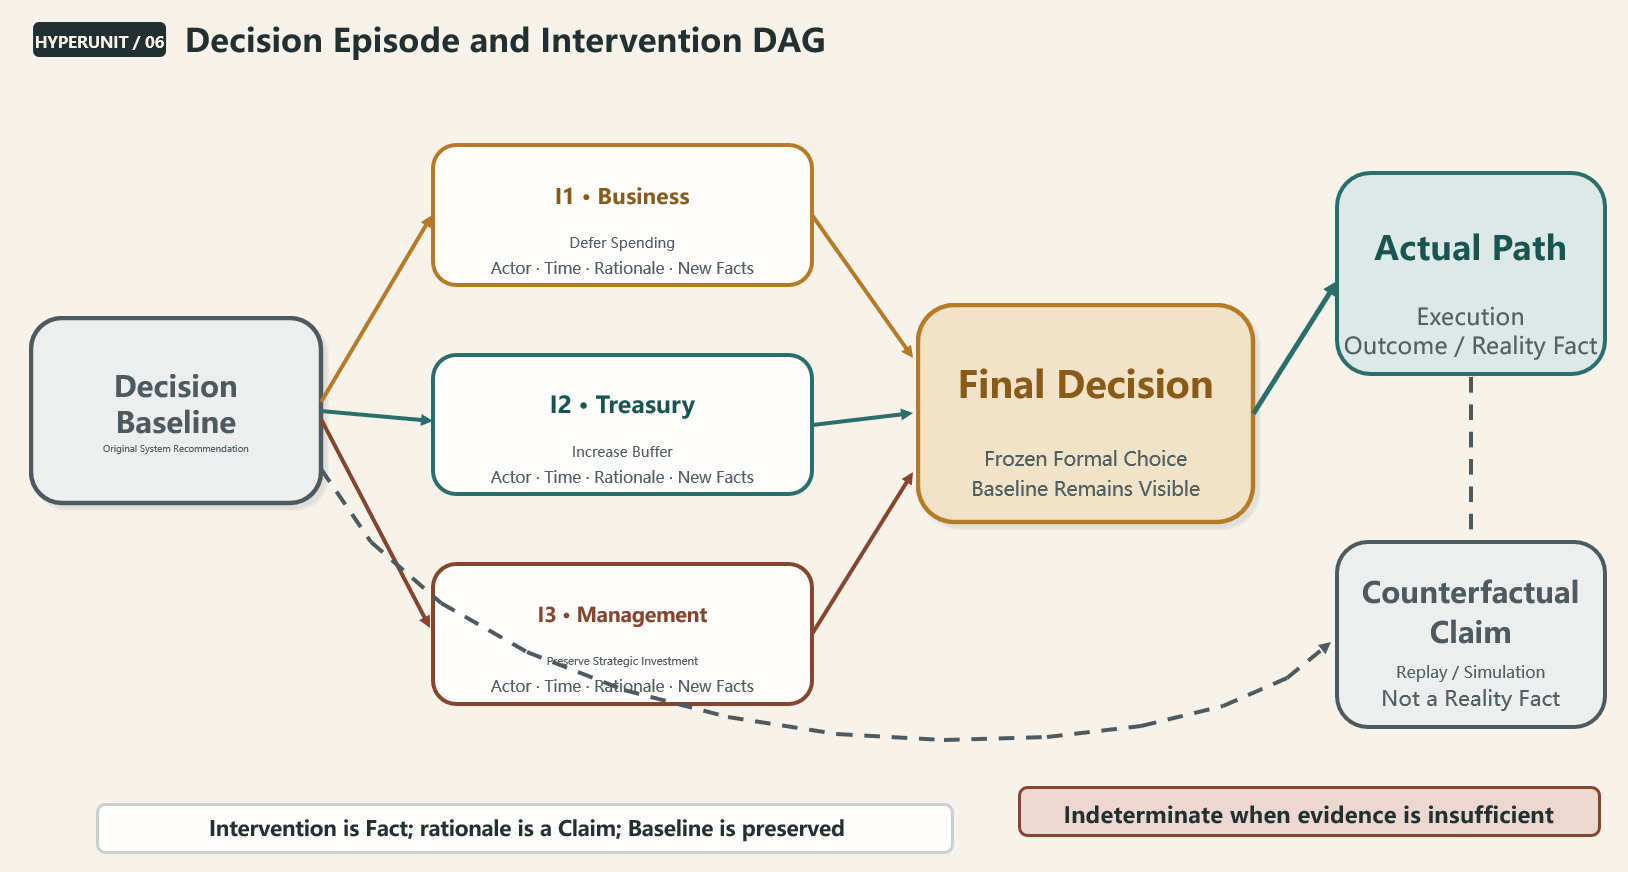 HYPERUNIT / 06
Decision Episode and Intervention DAG
Decision
Baseline
Original System Recommendation
I1 • Business
Defer Spending
Actor · Time · Rationale · New Facts
I2 • Treasury
Increase Buffer
Actor · Time · Rationale · New Facts
I3 • Management
Preserve Strategic Investment
Actor · Time · Rationale · New Facts
Final Decision
Frozen Formal Choice
Baseline Remains Visible
Actual Path
Execution
Outcome / Reality Fact
Counterfactual
Claim
Replay / Simulation
Not a Reality Fact
Intervention is Fact; rationale is a Claim; Baseline is preserved
Indeterminate when evidence is insufficient